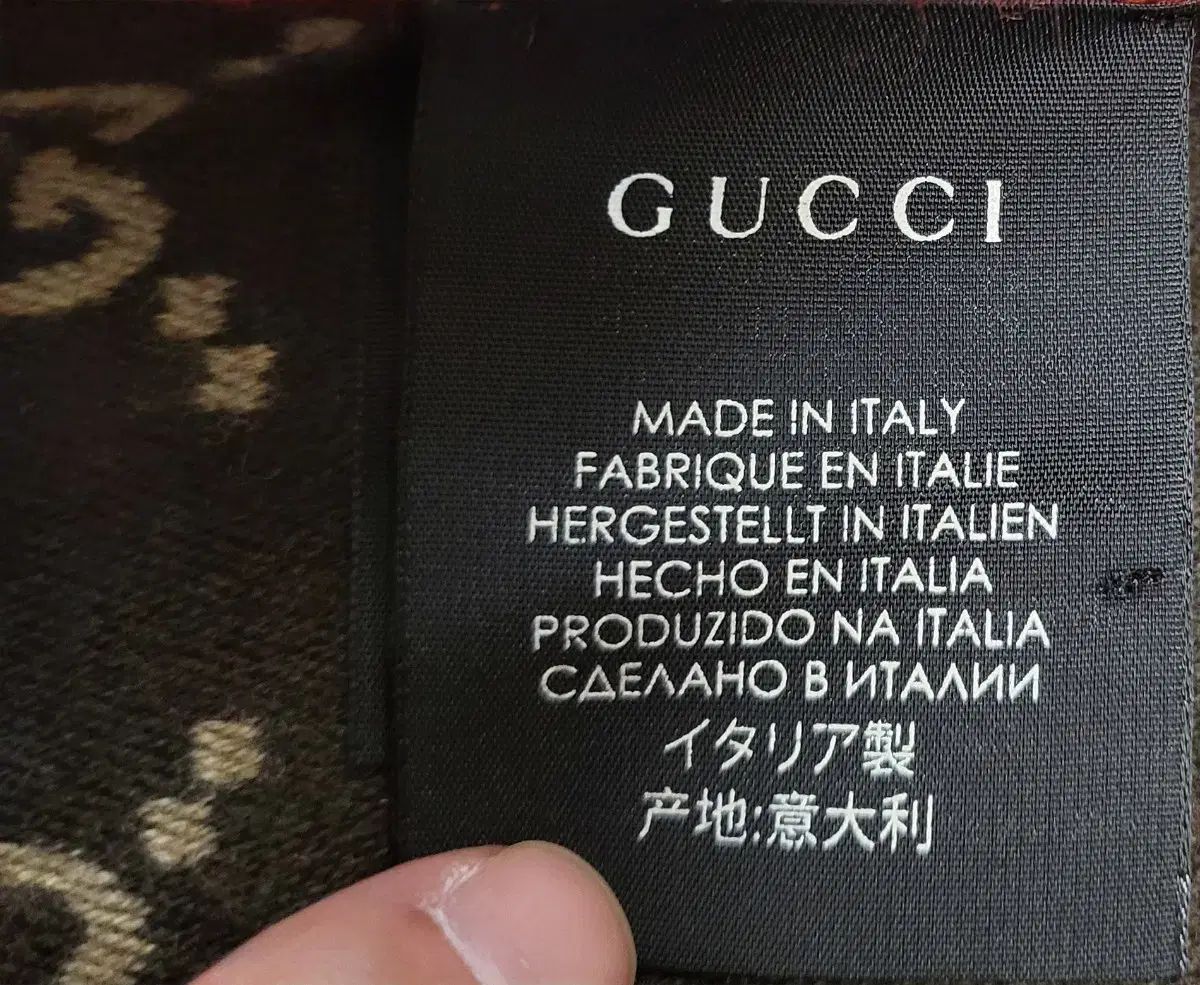 GUCCI
MADE IN ITALY
FABRIQUE EN ITALIE
HERGESTELLT IN ITALIEN
HECHO EN ITALIA
PRODUZIDO NA ITALIA
СДЕЛАНО В ИТАЛИИ
イタリア製
产地:意大利